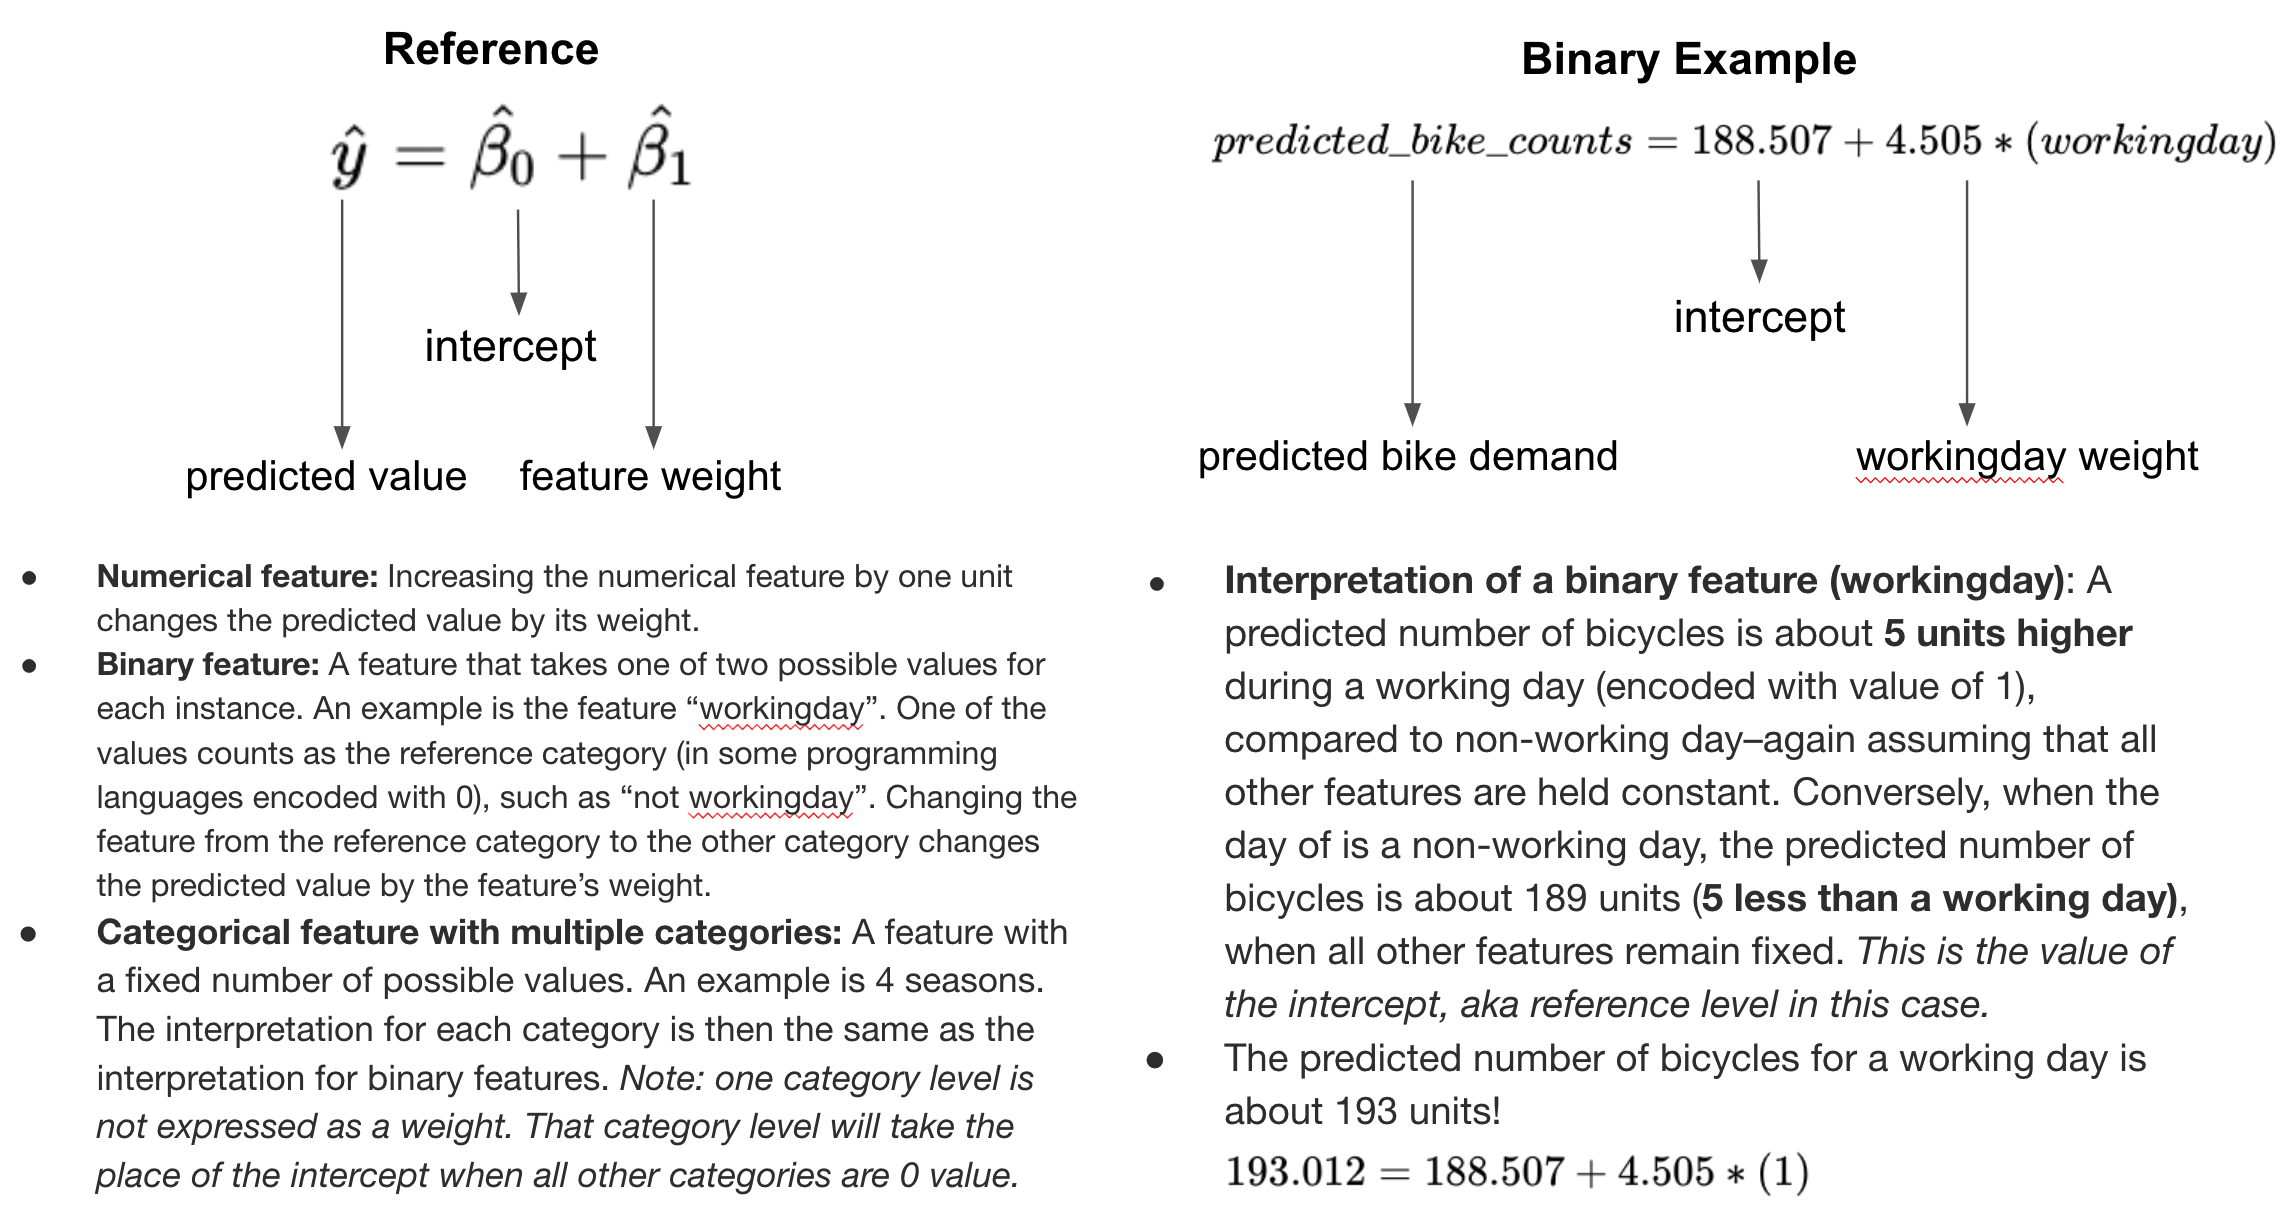 Reference
ŷ = β̂₀ + β̂₁
intercept
predicted value feature weight
● Numerical feature: Increasing the numerical feature by one unit
changes the predicted value by its weight.
● Binary feature: A feature that takes one of two possible values for
each instance. An example is the feature “workingday”. One of the
values counts as the reference category (in some programming
languages encoded with 0), such as “not workingday”. Changing the
feature from the reference category to the other category changes
the predicted value by the feature’s weight.
● Categorical feature with multiple categories: A feature with
a fixed number of possible values. An example is 4 seasons.
The interpretation for each category is then the same as the
interpretation for binary features. Note: one category level is
not expressed as a weight. That category level will take the
place of the intercept when all other categories are 0 value.
Binary Example
predicted_bike_counts = 188.507 + 4.505 * (workingday)
intercept
predicted bike demand workingday weight
● Interpretation of a binary feature (workingday): A
predicted number of bicycles is about 5 units higher
during a working day (encoded with value of 1),
compared to non-working day–again assuming that all
other features are held constant. Conversely, when the
day of is a non-working day, the predicted number of
bicycles is about 189 units (5 less than a working day),
when all other features remain fixed. This is the value of
the intercept, aka reference level in this case.
● The predicted number of bicycles for a working day is
about 193 units!
193.012 = 188.507 + 4.505 * (1)